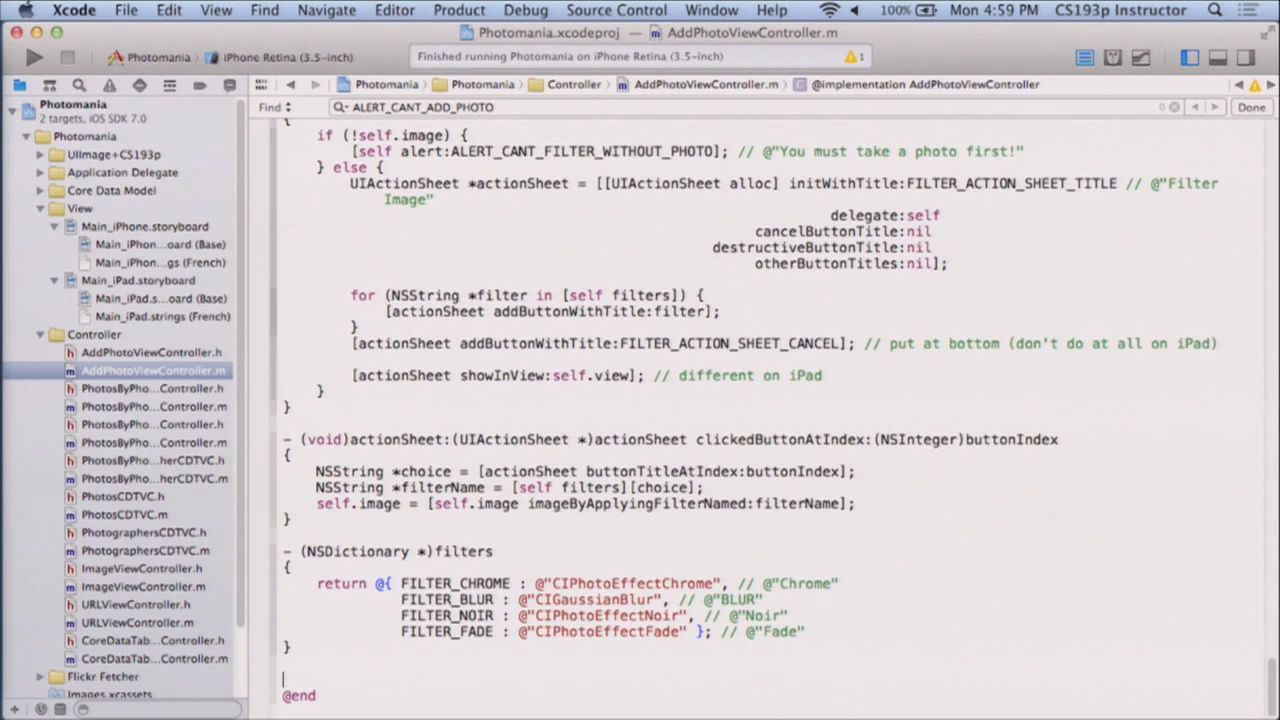 Xcode File Edit View Find Navigate Editor Product Debug Source Control Window Help 100% Mon 4:59 PM CS193p Instructor
Photomania.xcodeproj — AddPhotoViewController.m
Photomania iPhone Retina (3.5-inch) Finished running Photomania on iPhone Retina (3.5-inch) 1
Photomania Photomania Controller AddPhotoViewController.m @implementation AddPhotoViewController
Find ALERT_CANT_ADD_PHOTO 0 Done
Photomania
2 targets, iOS SDK 7.0
Photomania
UIImage+CS193p
Application Delegate
Core Data Model
View
Main_iPhone.storyboard
Main_iPhon...oard (Base)
Main_iPhon...gs (French)
Main_iPad.storyboard
Main_iPad.s...oard (Base)
Main_iPad.strings (French)
Controller
AddPhotoViewController.h
AddPhotoViewController.m
PhotosByPho...Controller.h
PhotosByPho...Controller.m
PhotosByPho...Controller.h
PhotosByPho...Controller.m
PhotosByPho...herCDTVC.h
PhotosByPho...herCDTVC.m
PhotosCDTVC.h
PhotosCDTVC.m
PhotographersCDTVC.h
PhotographersCDTVC.m
ImageViewController.h
ImageViewController.m
URLViewController.h
URLViewController.m
CoreDataTab...Controller.h
CoreDataTab...Controller.m
Flickr Fetcher
Images.xcassets
{
if (!self.image) {
[self alert:ALERT_CANT_FILTER_WITHOUT_PHOTO]; // @"You must take a photo first!"
} else {
UIActionSheet *actionSheet = [[UIActionSheet alloc] initWithTitle:FILTER_ACTION_SHEET_TITLE // @"Filter
Image"
delegate:self
cancelButtonTitle:nil
destructiveButtonTitle:nil
otherButtonTitles:nil];
for (NSString *filter in [self filters]) {
[actionSheet addButtonWithTitle:filter];
}
[actionSheet addButtonWithTitle:FILTER_ACTION_SHEET_CANCEL]; // put at bottom (don't do at all on iPad)
[actionSheet showInView:self.view]; // different on iPad
}
}
- (void)actionSheet:(UIActionSheet *)actionSheet clickedButtonAtIndex:(NSInteger)buttonIndex
{
NSString *choice = [actionSheet buttonTitleAtIndex:buttonIndex];
NSString *filterName = [self filters][choice];
self.image = [self.image imageByApplyingFilterNamed:filterName];
}
- (NSDictionary *)filters
{
return @{ FILTER_CHROME : @"CIPhotoEffectChrome", // @"Chrome"
FILTER_BLUR : @"CIGaussianBlur", // @"BLUR"
FILTER_NOIR : @"CIPhotoEffectNoir", // @"Noir"
FILTER_FADE : @"CIPhotoEffectFade" }; // @"Fade"
}
@end